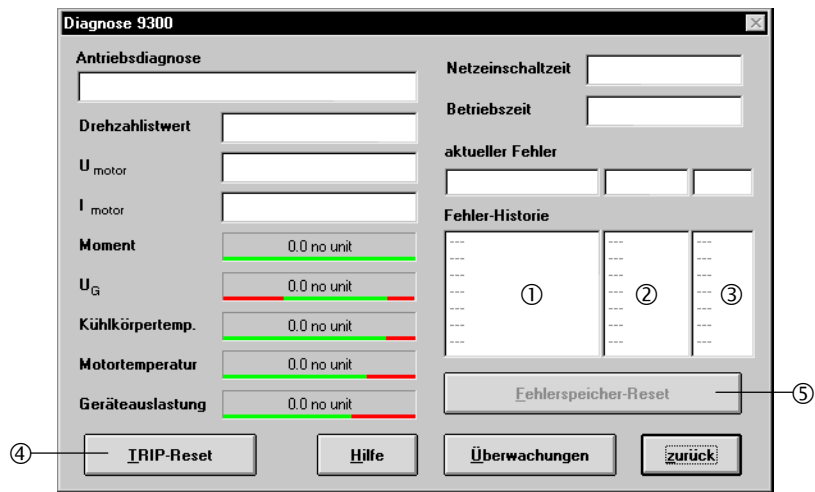 Diagnose 9300
Antriebsdiagnose
Drehzahlistwert
U motor
I motor
Moment
0.0 no unit
U G
0.0 no unit
Kühlkörpertemp.
0.0 no unit
Motortemperatur
0.0 no unit
Geräteauslastung
0.0 no unit
Netzeinschaltzeit
Betriebszeit
aktueller Fehler
Fehler-Historie
--- --- ---
--- --- ---
--- --- ---
--- --- ---
--- --- ---
--- --- ---
--- --- ---
① ② ③
Fehlerspeicher-Reset
⑤
④
TRIP-Reset
Hilfe
Überwachungen
zurück